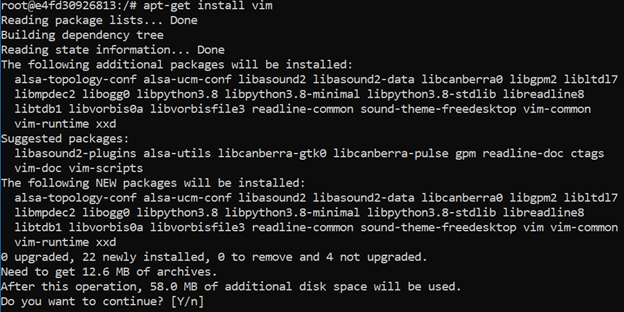 root@e4fd30926813:/# apt-get install vim
Reading package lists... Done
Building dependency tree
Reading state information... Done
The following additional packages will be installed:
  alsa-topology-conf alsa-ucm-conf libasound2 libasound2-data libcanberra0 libgpm2 libltdl7
  libmpdec2 libogg0 libpython3.8 libpython3.8-minimal libpython3.8-stdlib libreadline8
  libtdb1 libvorbis0a libvorbisfile3 readline-common sound-theme-freedesktop vim-common
  vim-runtime xxd
Suggested packages:
  libasound2-plugins alsa-utils libcanberra-gtk0 libcanberra-pulse gpm readline-doc ctags
  vim-doc vim-scripts
The following NEW packages will be installed:
  alsa-topology-conf alsa-ucm-conf libasound2 libasound2-data libcanberra0 libgpm2 libltdl7
  libmpdec2 libogg0 libpython3.8 libpython3.8-minimal libpython3.8-stdlib libreadline8
  libtdb1 libvorbis0a libvorbisfile3 readline-common sound-theme-freedesktop vim vim-common
  vim-runtime xxd
0 upgraded, 22 newly installed, 0 to remove and 4 not upgraded.
Need to get 12.6 MB of archives.
After this operation, 58.0 MB of additional disk space will be used.
Do you want to continue? [Y/n]